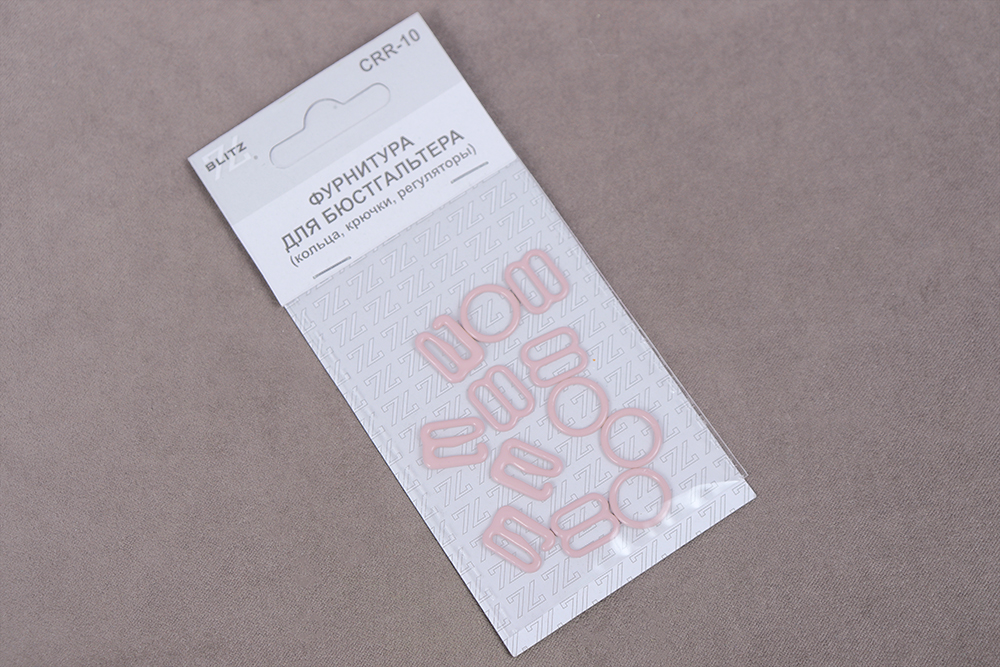 CRR-10
BLITZ
ФУРНИТУРА
ДЛЯ БЮСТГАЛЬТЕРА
(кольца, крючки, регуляторы)